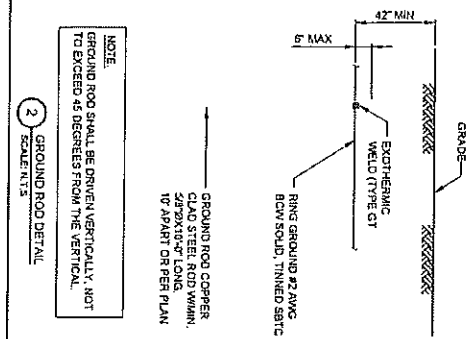 GRADE
42" MIN
6" MAX
EXOTHERMIC
WELD (TYPE GT
RING GROUND #2 AWG
BCW SOLID, TINNED SBTC
GROUND ROD COPPER
CLAD STEEL ROD W/MIN.
5/8"ØX10'-0" LONG.
10' APART OR PER PLAN
NOTE:
GROUND ROD SHALL BE DRIVEN VERTICALLY, NOT
TO EXCEED 45 DEGREES FROM THE VERTICAL.
2 GROUND ROD DETAIL
SCALE: N.T.S